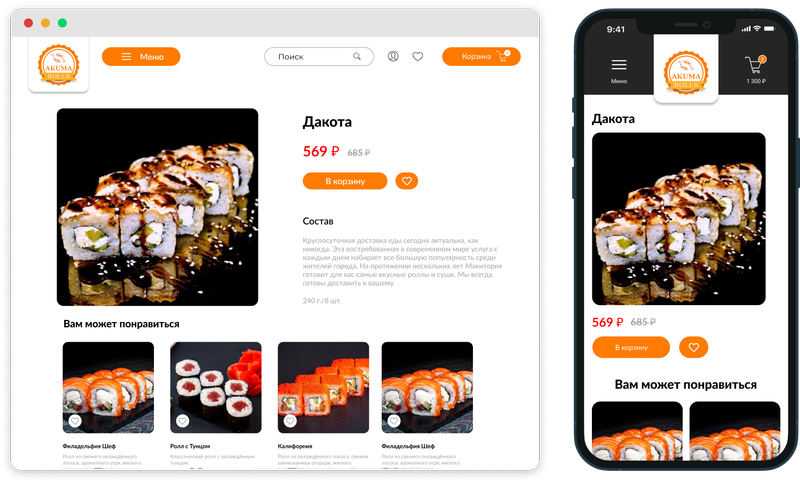 AKUMA
ROLLS
Меню
Поиск
Корзина
1
Дакота
569 ₽ 685 ₽
В корзину
Состав
Круглосуточная доставка еды сегодня актуальна, как
никогда. Эта востребованная в современном мире услуга с
каждым днем набирает все большую популярность среди
жителей города. На протяжении нескольких лет Макитория
готовит для вас самые вкусные роллы и суши. Мы всегда
готовы доставить к вашему
240 г./8 шт.
Вам может понравиться
Филадельфия Шеф
Ролл из свежего охлаждённого
лосося, ароматного угря, мягкого
Ролл с Тунцом
Классический ролл с охлаждённым
тунцом.
Калифорния
Ролл из охлаждённого лосося, свежих
шинкованных огурцов, мягкого
Филадельфия Шеф
Ролл из свежего охлаждённого
лосося, ароматного угря, мягкого
9:41
Меню
AKUMA
ROLLS
1 300 ₽
Дакота
569 ₽ 685 ₽
В корзину
Вам может понравиться